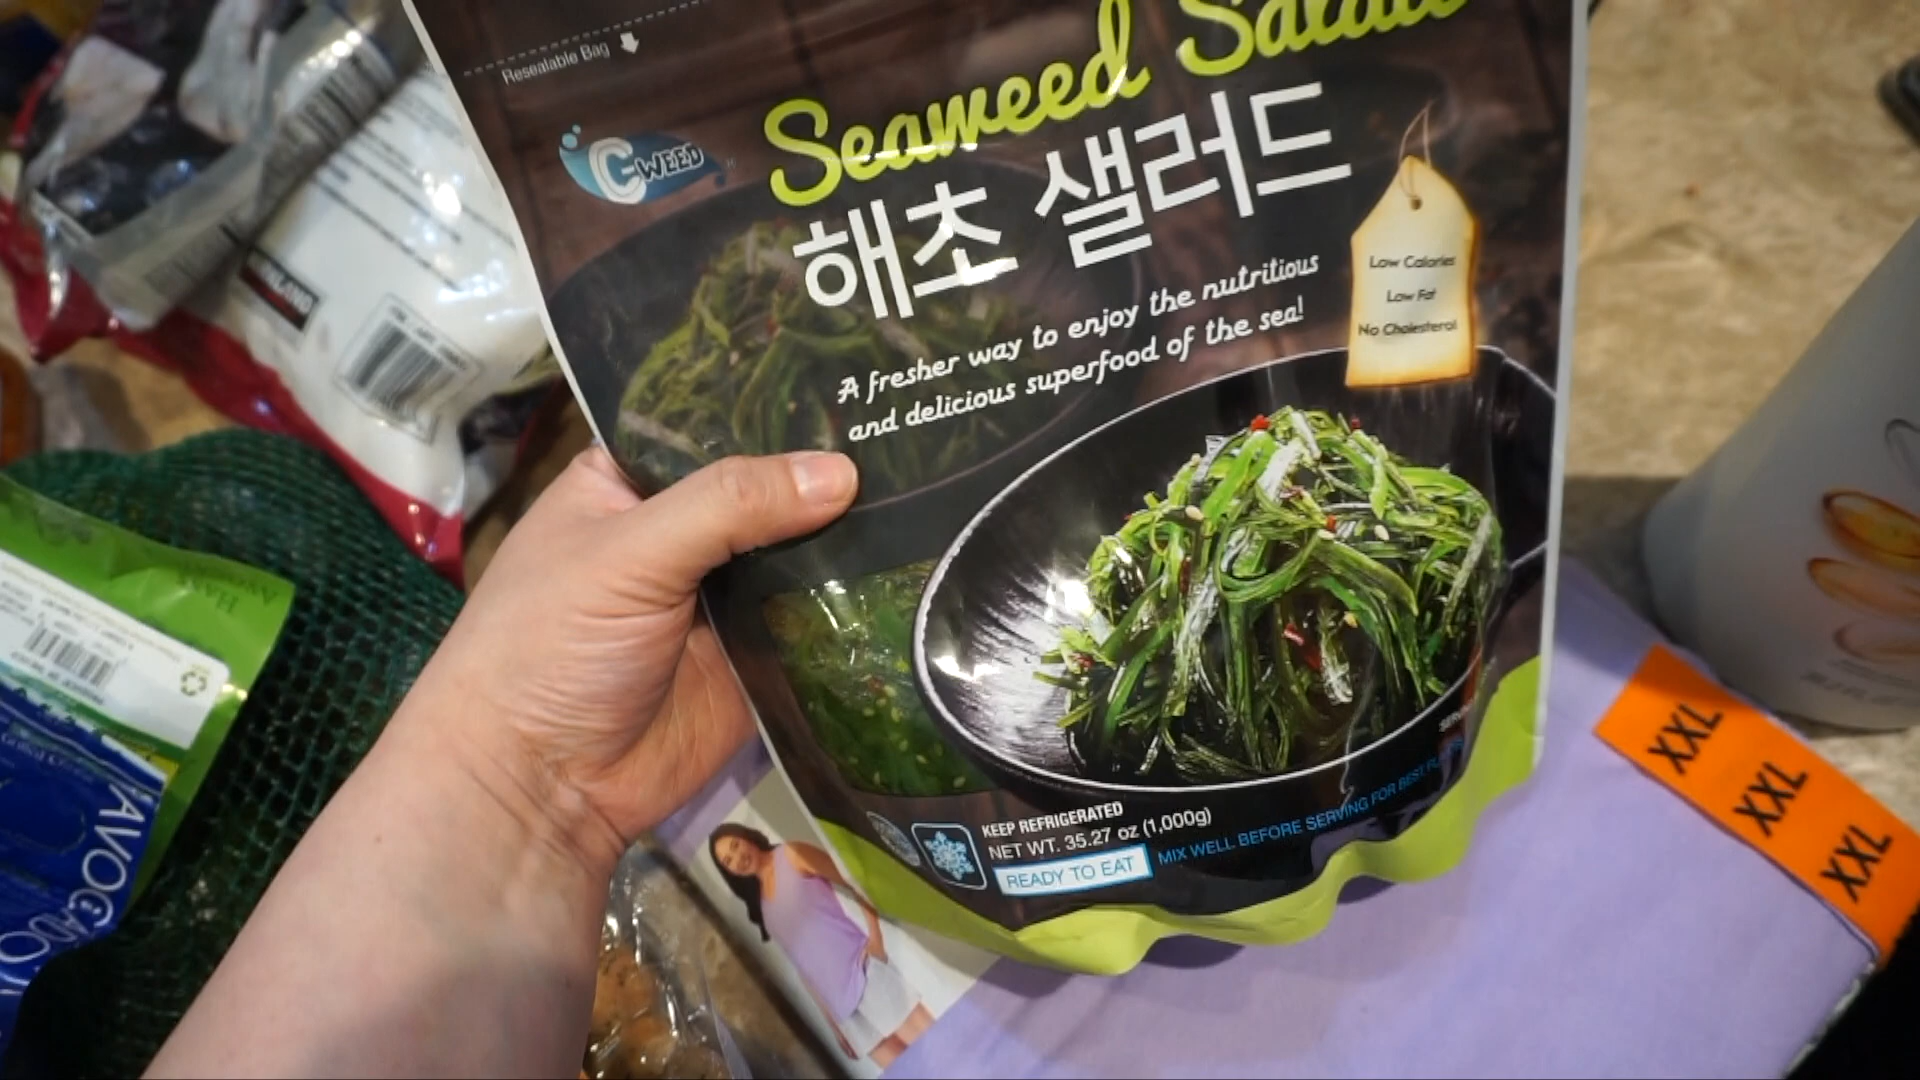 Resealable Bag
Seaweed Salad
C-WEED
해초 샐러드
A fresher way to enjoy the nutritious
and delicious superfood of the sea!
Low Calories
Low Fat
No Cholesterol
KEEP REFRIGERATED
NET WT. 35.27 oz (1,000g)
READY TO EAT
MIX WELL BEFORE SERVING FOR BEST
XXL
XXL
XXL
KIRKLAND
HASS
AVOCADO